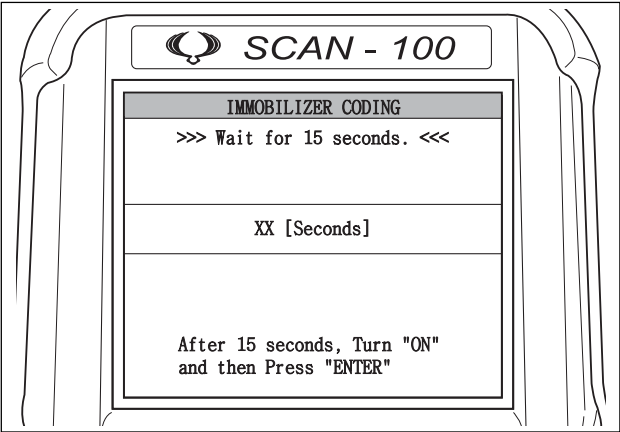 SCAN - 100
IMMOBILIZER CODING
>>> Wait for 15 seconds. <<<
XX [Seconds]
After 15 seconds, Turn "ON"
and then Press "ENTER"